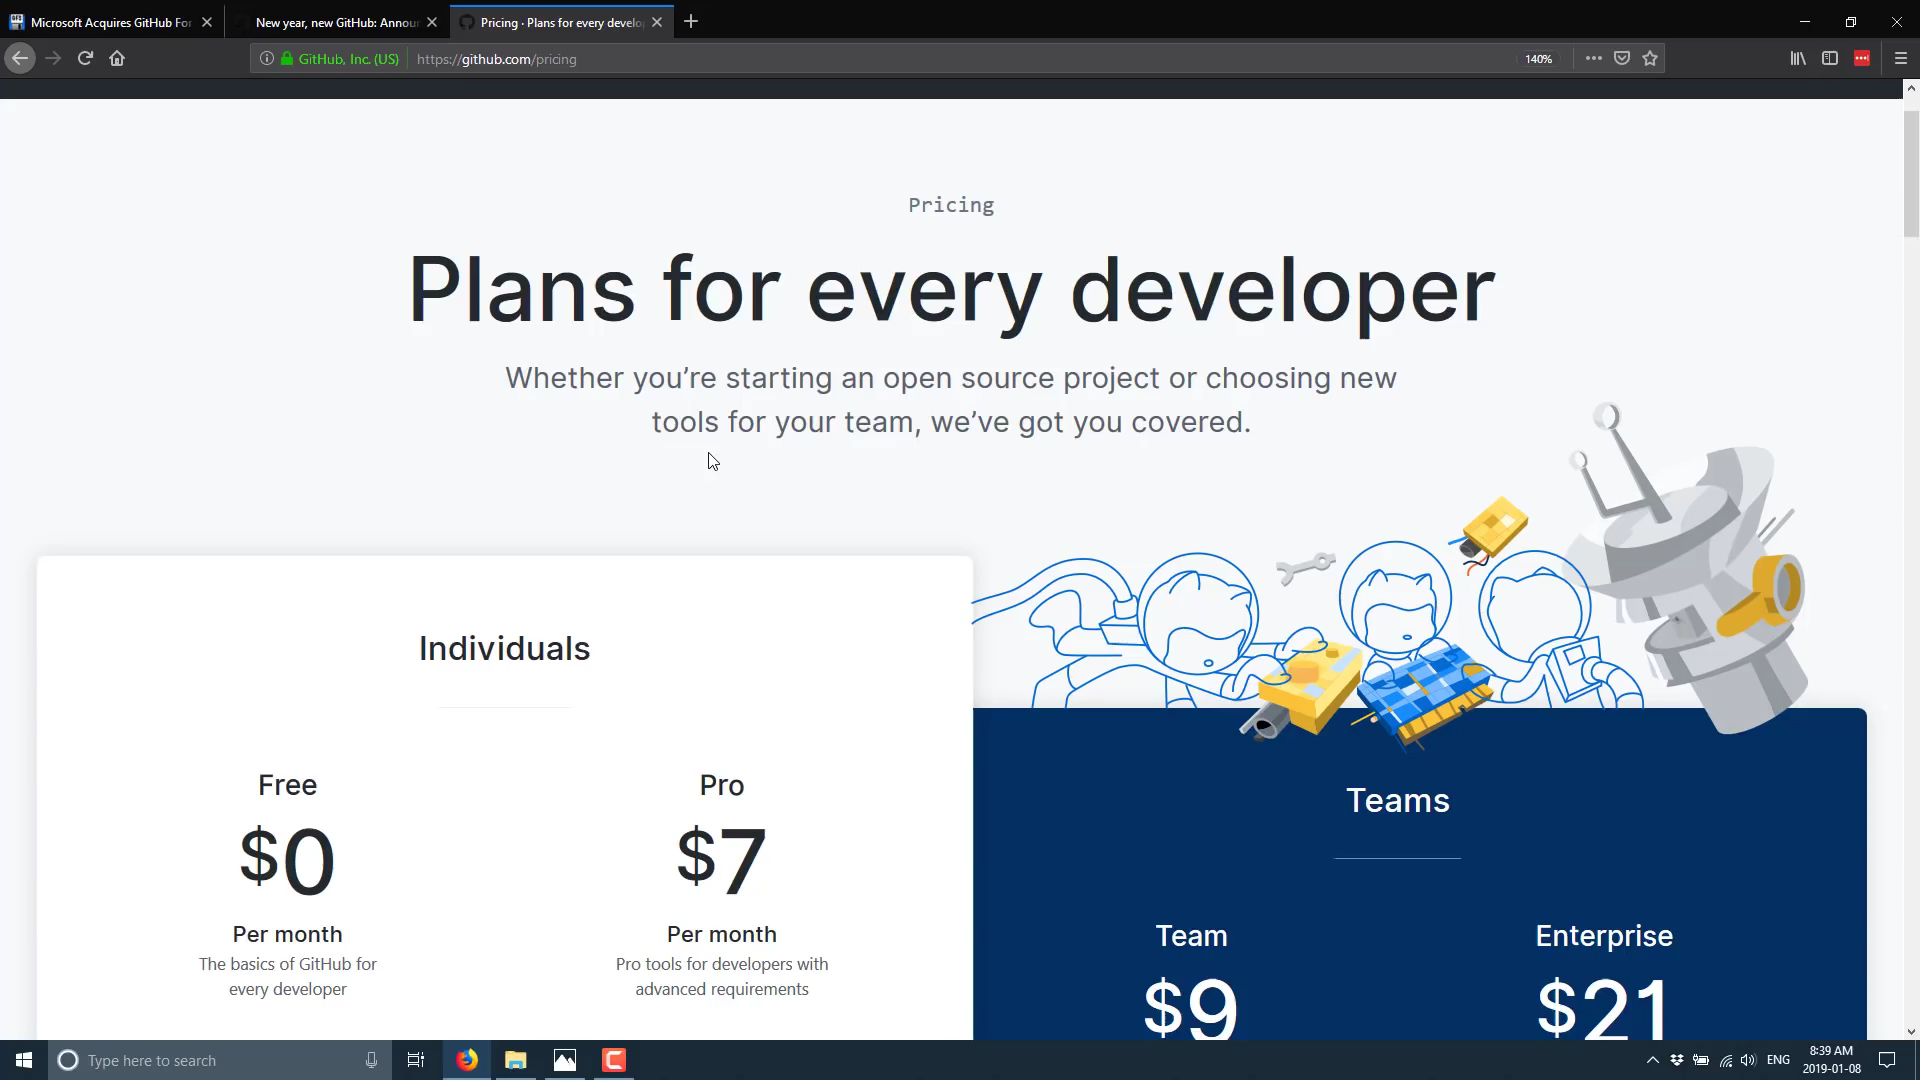 Microsoft Acquires GitHub For
New year, new GitHub: Annou
Pricing · Plans for every develo
GitHub, Inc. (US)
https://github.com/pricing
140%
Pricing
Plans for every developer
Whether you’re starting an open source project or choosing new
tools for your team, we’ve got you covered.
Individuals
Free
$0
Per month
The basics of GitHub for
every developer
Pro
$7
Per month
Pro tools for developers with
advanced requirements
Teams
Team
$9
Enterprise
$21
Type here to search
ENG
8:39 AM
2019-01-08